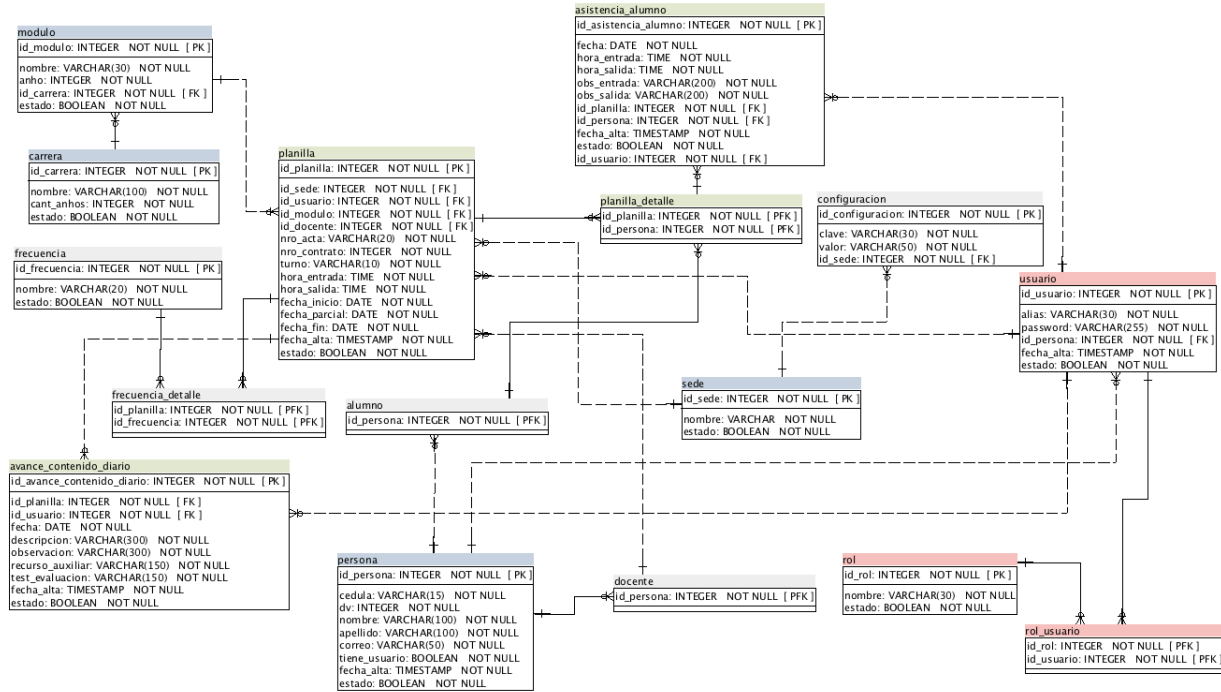 modulo
id_modulo: INTEGER NOT NULL [ PK ]
nombre: VARCHAR(30) NOT NULL
anho: INTEGER NOT NULL
id_carrera: INTEGER NOT NULL [ FK ]
estado: BOOLEAN NOT NULL
carrera
id_carrera: INTEGER NOT NULL [ PK ]
nombre: VARCHAR(100) NOT NULL
cant_anhos: INTEGER NOT NULL
estado: BOOLEAN NOT NULL
frecuencia
id_frecuencia: INTEGER NOT NULL [ PK ]
nombre: VARCHAR(20) NOT NULL
estado: BOOLEAN NOT NULL
planilla
id_planilla: INTEGER NOT NULL [ PK ]
id_sede: INTEGER NOT NULL [ FK ]
id_usuario: INTEGER NOT NULL [ FK ]
id_modulo: INTEGER NOT NULL [ FK ]
id_docente: INTEGER NOT NULL [ FK ]
nro_acta: VARCHAR(20) NOT NULL
nro_contrato: INTEGER NOT NULL
turno: VARCHAR(10) NOT NULL
hora_entrada: TIME NOT NULL
hora_salida: TIME NOT NULL
fecha_inicio: DATE NOT NULL
fecha_parcial: DATE NOT NULL
fecha_fin: DATE NOT NULL
fecha_alta: TIMESTAMP NOT NULL
estado: BOOLEAN NOT NULL
asistencia_alumno
id_asistencia_alumno: INTEGER NOT NULL [ PK ]
fecha: DATE NOT NULL
hora_entrada: TIME NOT NULL
hora_salida: TIME NOT NULL
obs_entrada: VARCHAR(200) NOT NULL
obs_salida: VARCHAR(200) NOT NULL
id_planilla: INTEGER NOT NULL [ FK ]
id_persona: INTEGER NOT NULL [ FK ]
fecha_alta: TIMESTAMP NOT NULL
estado: BOOLEAN NOT NULL
id_usuario: INTEGER NOT NULL [ FK ]
planilla_detalle
id_planilla: INTEGER NOT NULL [ PFK ]
id_persona: INTEGER NOT NULL [ PFK ]
configuracion
id_configuracion: INTEGER NOT NULL [ PK ]
clave: VARCHAR(30) NOT NULL
valor: VARCHAR(50) NOT NULL
id_sede: INTEGER NOT NULL [ FK ]
usuario
id_usuario: INTEGER NOT NULL [ PK ]
alias: VARCHAR(30) NOT NULL
password: VARCHAR(255) NOT NULL
id_persona: INTEGER NOT NULL [ FK ]
fecha_alta: TIMESTAMP NOT NULL
estado: BOOLEAN NOT NULL
frecuencia_detalle
id_planilla: INTEGER NOT NULL [ PFK ]
id_frecuencia: INTEGER NOT NULL [ PFK ]
alumno
id_persona: INTEGER NOT NULL [ PFK ]
sede
id_sede: INTEGER NOT NULL [ PK ]
nombre: VARCHAR NOT NULL
estado: BOOLEAN NOT NULL
avance_contenido_diario
id_avance_contenido_diario: INTEGER NOT NULL [ PK ]
id_planilla: INTEGER NOT NULL [ FK ]
id_usuario: INTEGER NOT NULL [ FK ]
fecha: DATE NOT NULL
descripcion: VARCHAR(300) NOT NULL
observacion: VARCHAR(300) NOT NULL
recurso_auxiliar: VARCHAR(150) NOT NULL
test_evaluacion: VARCHAR(150) NOT NULL
fecha_alta: TIMESTAMP NOT NULL
estado: BOOLEAN NOT NULL
persona
id_persona: INTEGER NOT NULL [ PK ]
cedula: VARCHAR(15) NOT NULL
dv: INTEGER NOT NULL
nombre: VARCHAR(100) NOT NULL
apellido: VARCHAR(100) NOT NULL
correo: VARCHAR(50) NOT NULL
tiene_usuario: BOOLEAN NOT NULL
fecha_alta: TIMESTAMP NOT NULL
estado: BOOLEAN NOT NULL
docente
id_persona: INTEGER NOT NULL [ PFK ]
rol
id_rol: INTEGER NOT NULL [ PK ]
nombre: VARCHAR(30) NOT NULL
estado: BOOLEAN NOT NULL
rol_usuario
id_rol: INTEGER NOT NULL [ PFK ]
id_usuario: INTEGER NOT NULL [ PFK ]